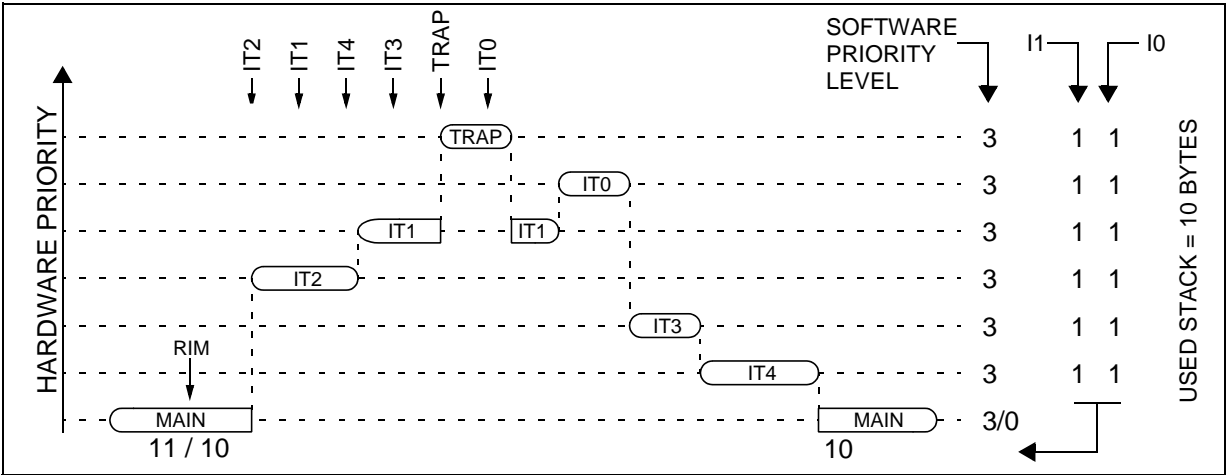 HARDWARE PRIORITY
IT2
IT1
IT4
IT3
TRAP
IT0
SOFTWARE
PRIORITY
LEVEL
I1
I0
TRAP
3
1 1
IT0
3
1 1
IT1
IT1
3
1 1
IT2
3
1 1
IT3
3
1 1
RIM
IT4
3
1 1
MAIN
MAIN
3/0
11 / 10
10
USED STACK = 10 BYTES